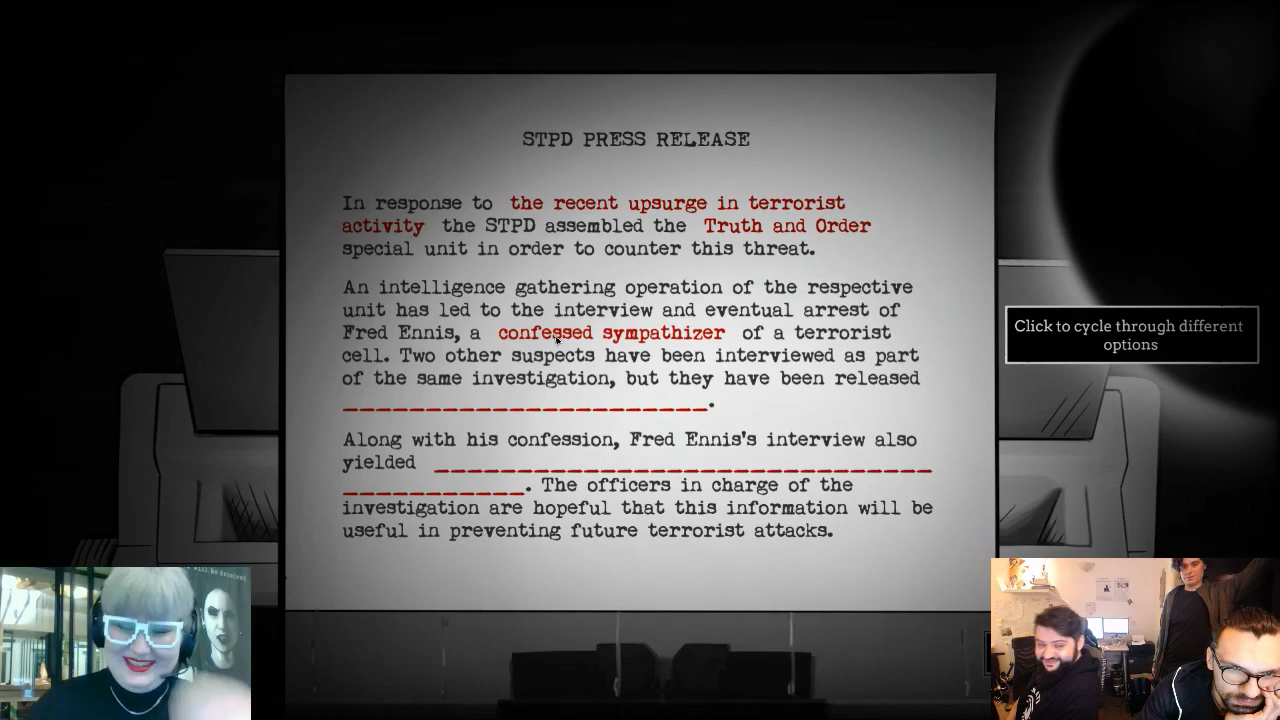 STPD PRESS RELEASE
In response to the recent upsurge in terrorist
activity the STPD assembled the Truth and Order
special unit in order to counter this threat.
An intelligence gathering operation of the respective
unit has led to the interview and eventual arrest of
Fred Ennis, a confessed sympathizer of a terrorist
cell. Two other suspects have been interviewed as part
of the same investigation, but they have been released
.
Along with his confession, Fred Ennis's interview also
yielded
. The officers in charge of the
investigation are hopeful that this information will be
useful in preventing future terrorist attacks.
Click to cycle through different
options